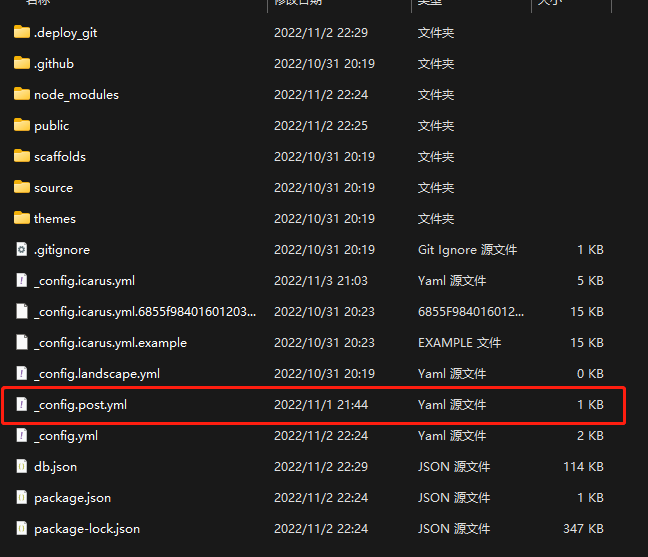 名称 修改日期 类型 大小
.deploy_git 2022/11/2 22:29 文件夹
.github 2022/10/31 20:19 文件夹
node_modules 2022/11/2 22:24 文件夹
public 2022/11/2 22:25 文件夹
scaffolds 2022/10/31 20:19 文件夹
source 2022/10/31 20:19 文件夹
themes 2022/10/31 20:19 文件夹
.gitignore 2022/10/31 20:19 Git Ignore 源文件 1 KB
_config.icarus.yml 2022/11/3 21:03 Yaml 源文件 5 KB
_config.icarus.yml.6855f98401601203... 2022/10/31 20:23 6855F984016012... 15 KB
_config.icarus.yml.example 2022/10/31 20:23 EXAMPLE 文件 15 KB
_config.landscape.yml 2022/10/31 20:19 Yaml 源文件 0 KB
_config.post.yml 2022/11/1 21:44 Yaml 源文件 1 KB
_config.yml 2022/11/2 22:24 Yaml 源文件 2 KB
db.json 2022/11/2 22:29 JSON 源文件 114 KB
package.json 2022/11/2 22:24 JSON 源文件 1 KB
package-lock.json 2022/11/2 22:24 JSON 源文件 347 KB